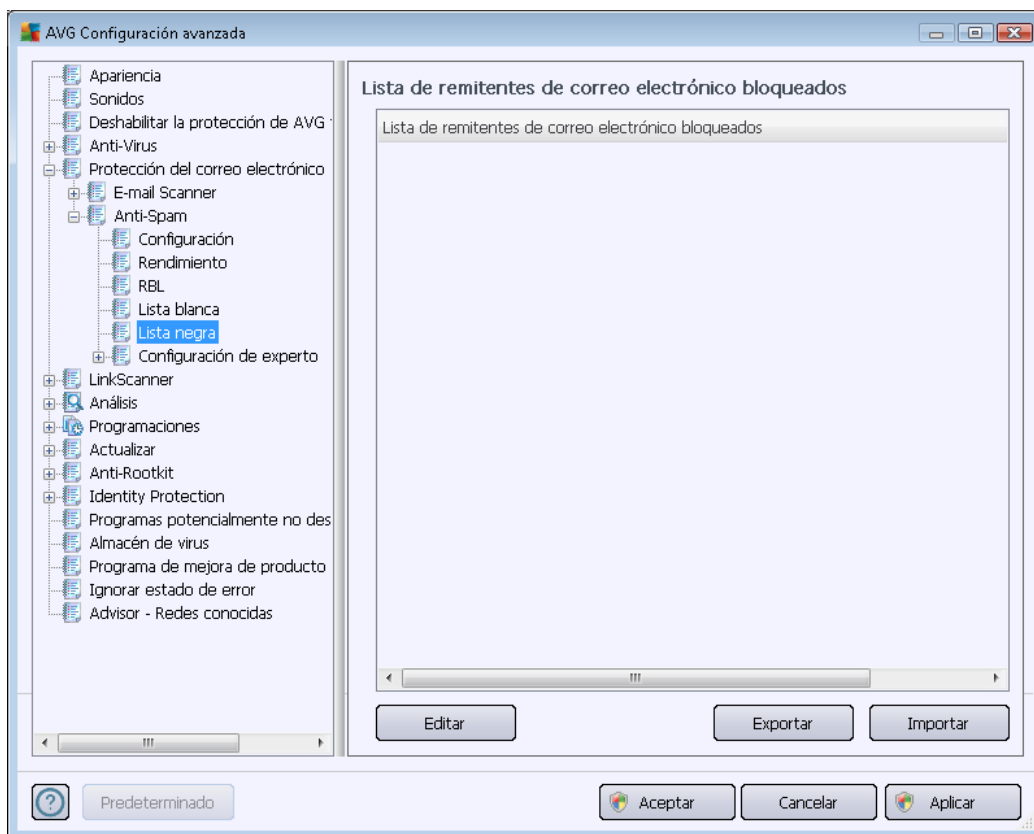 AVG Configuración avanzada
Apariencia
Sonidos
Deshabilitar la protección de AVG
Anti-Virus
Protección del correo electrónico
E-mail Scanner
Anti-Spam
Configuración
Rendimiento
RBL
Lista blanca
Lista negra
Configuración de experto
LinkScanner
Análisis
Programaciones
Actualizar
Anti-Rootkit
Identity Protection
Programas potencialmente no des
Almacén de virus
Programa de mejora de producto
Ignorar estado de error
Advisor - Redes conocidas
Lista de remitentes de correo electrónico bloqueados
Lista de remitentes de correo electrónico bloqueados
Editar
Exportar
Importar
Predeterminado
Aceptar
Cancelar
Aplicar